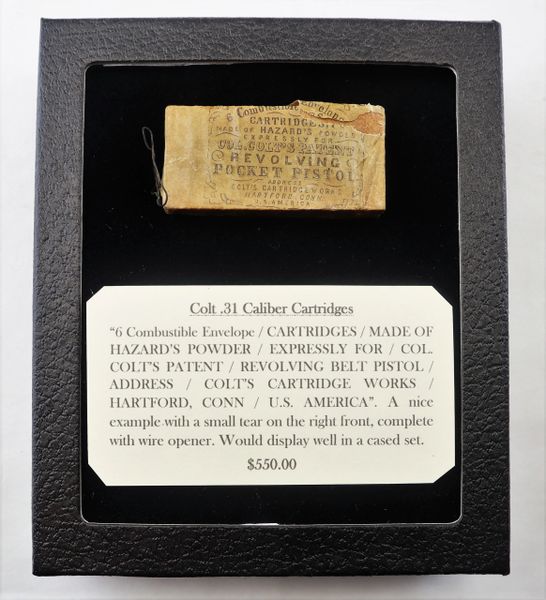 6 Combustible Envelope
CARTRIDGES
MADE OF HAZARD'S POWDER
EXPRESSLY FOR
COL. COLT'S PATENT
REVOLVING
POCKET PISTOL
ADDRESS
COLT'S CARTRIDGE WORKS
HARTFORD, CONN.
U.S. AMERICA
Colt .31 Caliber Cartridges
“6 Combustible Envelope / CARTRIDGES / MADE OF
HAZARD'S POWDER / EXPRESSLY FOR / COL.
COLT'S PATENT / REVOLVING BELT PISTOL /
ADDRESS / COLT'S CARTRIDGE WORKS /
HARTFORD, CONN / U.S. AMERICA”. A nice
example with a small tear on the right front, complete
with wire opener. Would display well in a cased set.
$550.00